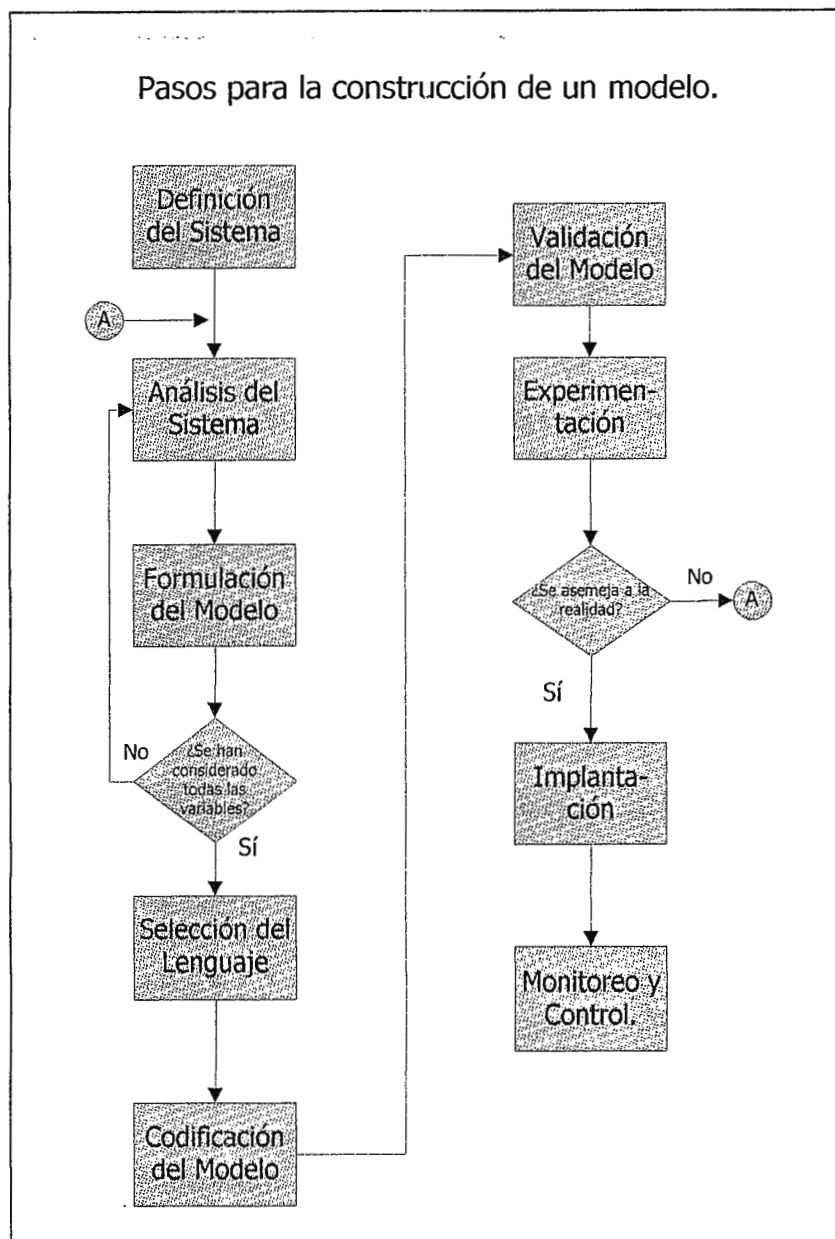 Pasos para la construcción de un modelo.
Definición
del Sistema
A
Análisis del
Sistema
Formulación
del Modelo
¿Se han
considerado
todas las
variables?
No
Sí
Selección del
Lenguaje
Codificación
del Modelo
Validación
del Modelo
Experimen-
tación
¿Se asemeja a la
realidad?
No
A
Sí
Implanta-
ción
Monitoreo y
Control.